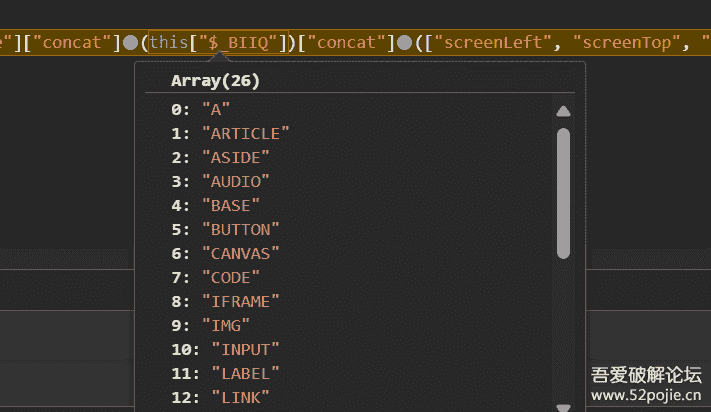 e"]["concat"](this["$_BIIQ"])["concat"](["screenLeft", "screenTop", "
Array(26)
0: "A"
1: "ARTICLE"
2: "ASIDE"
3: "AUDIO"
4: "BASE"
5: "BUTTON"
6: "CANVAS"
7: "CODE"
8: "IFRAME"
9: "IMG"
10: "INPUT"
11: "LABEL"
12: "LINK"
吾爱破解论坛
www.52pojie.cn